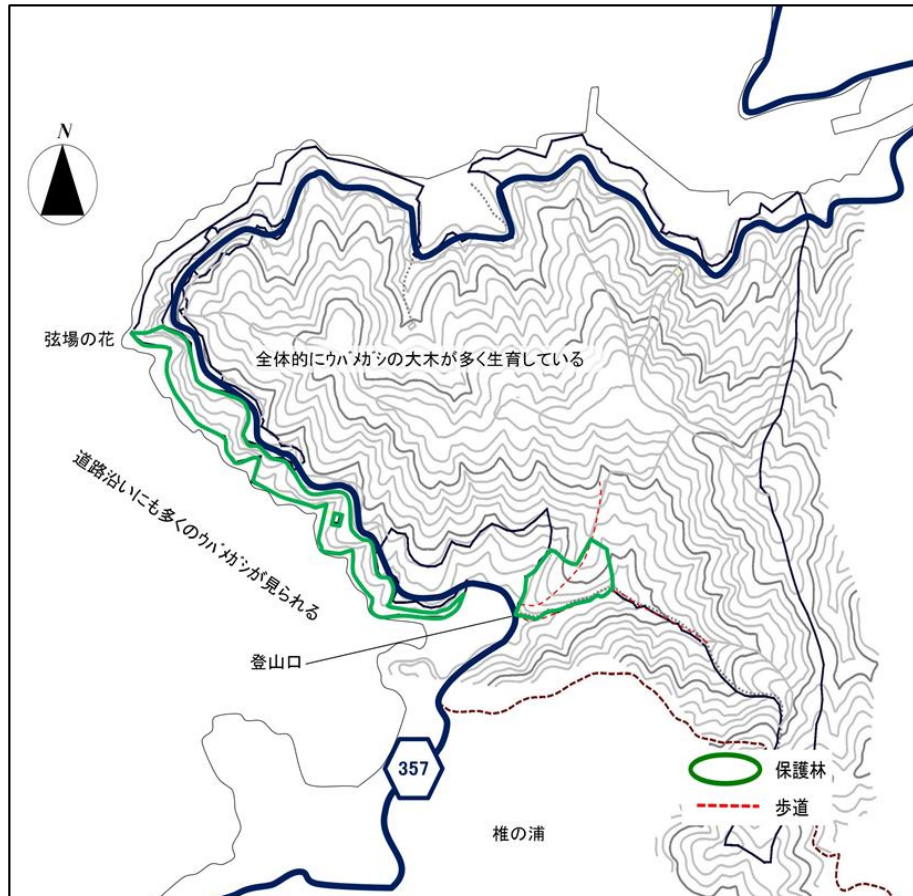 N
弦場の花
全体的にウバメガシの大木が多く生育している
道路沿いにも多くのウバメガシが見られる
登山口
357
保護林
歩道
椎の浦